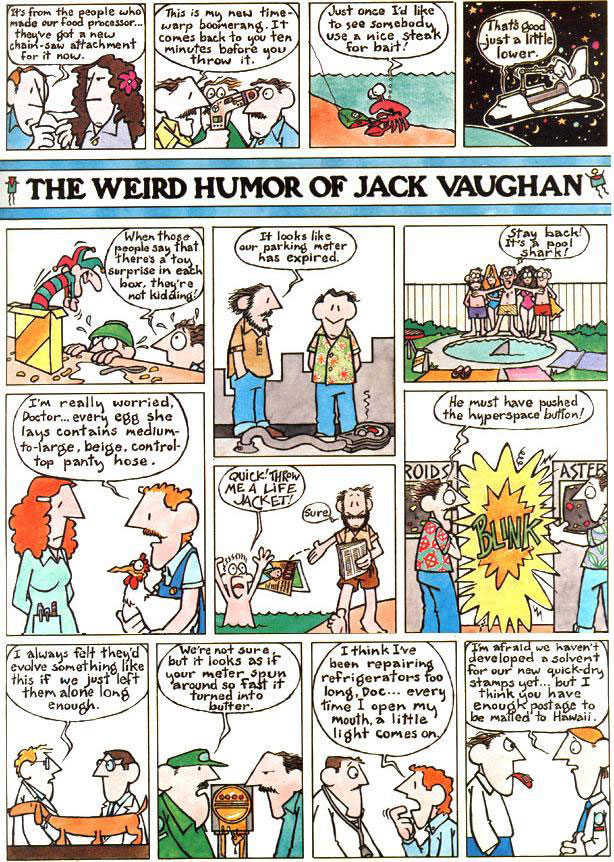 It's from the people who
made our food processor...
they've got a new
chain-saw attachment
for it now.
This is my new time-
warp boomerang. It
comes back to you ten
minutes before you
throw it.
Just once I'd like
to see somebody
use a nice steak
for bait!
That's good
...just a little
lower.
THE WEIRD HUMOR OF JACK VAUGHAN
When those
people say that
there's a toy
surprise in each
box, they're
not kidding!
It looks like
our parking meter
has expired.
Stay back!
It's a pool
shark!
I'm really worried,
Doctor... every egg she
lays contains medium-
to-large, beige, control-
top panty hose.
QUICK! THROW
ME A LIFE
JACKET!
Sure.
He must have pushed
the hyperspace button!
ROIDS
ASTER
BLINK
I always felt they'd
evolve something like
this if we just left
them alone long
enough.
We're not sure,
but it looks as if
your meter spun
around so fast it
turned into
butter.
I think I've
been repairing
refrigerators too
long, Doc... every
time I open my
mouth, a little
light comes on.
I'm afraid we haven't
developed a solvent
for our new quick-dry
stamps yet... but I
think you have
enough postage to
be mailed to Hawaii.